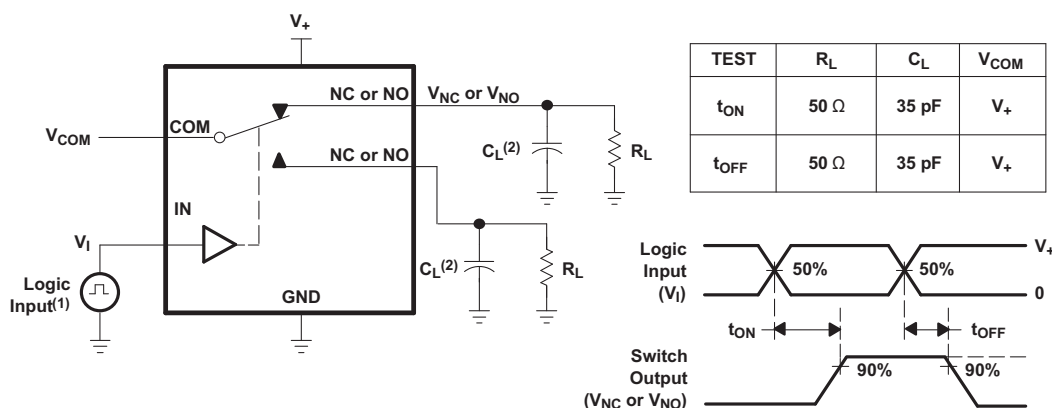 V+
NC or NO
VNC or VNO
VCOM
COM
CL(2)
RL
NC or NO
IN
VI
CL(2)
RL
Logic
Input(1)
GND
TEST RL CL VCOM
tON 50 Ω 35 pF V+
tOFF 50 Ω 35 pF V+
Logic
Input
(VI)
50%
50%
V+
0
tON
tOFF
Switch
Output
(VNC or VNO)
90%
90%